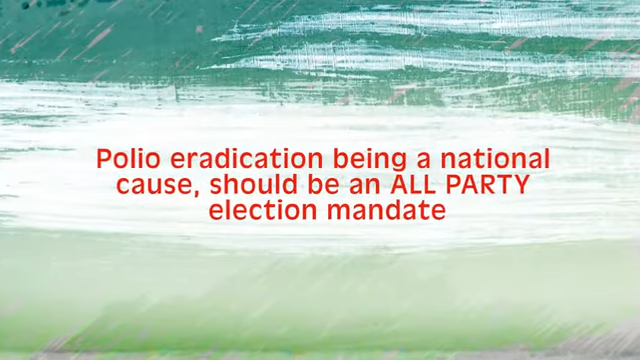 Polio eradication being a national
cause, should be an ALL PARTY
election mandate